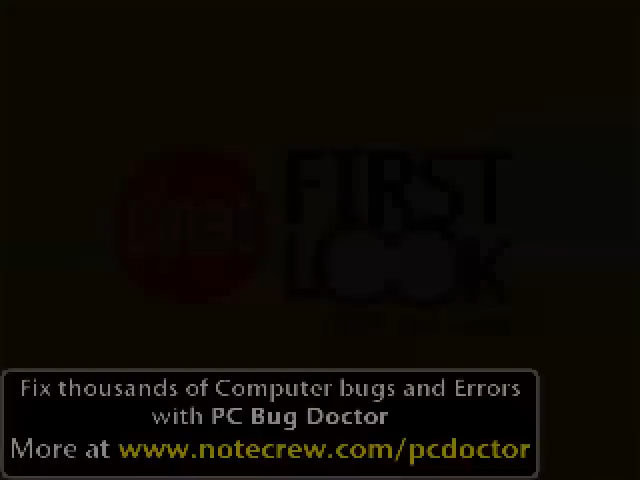 c|net
FIRST
LOOK
Fix thousands of Computer bugs and Errors
with PC Bug Doctor
More at www.notecrew.com/pcdoctor